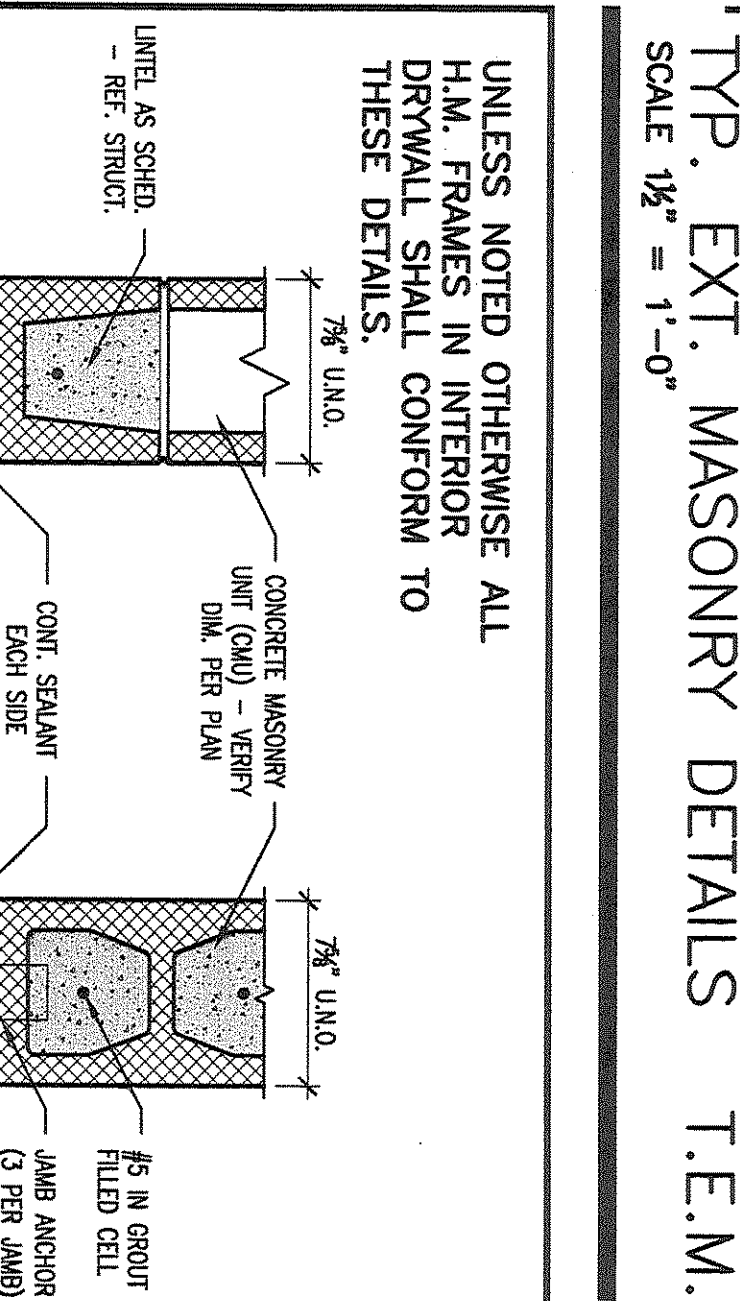 TYP. EXT. MASONRY DETAILS T.E.M.
SCALE 1½" = 1'-0"
UNLESS NOTED OTHERWISE ALL
H.M. FRAMES IN INTERIOR
DRYWALL SHALL CONFORM TO
THESE DETAILS.
7⅝" U.N.O.
7⅝" U.N.O.
LINTEL AS SCHED.
- REF. STRUCT.
CONCRETE MASONRY
UNIT (CMU) - VERIFY
DIM. PER PLAN
CONT. SEALANT
EACH SIDE
#5 IN GROUT
FILLED CELL
JAMB ANCHOR
(3 PER JAMB)